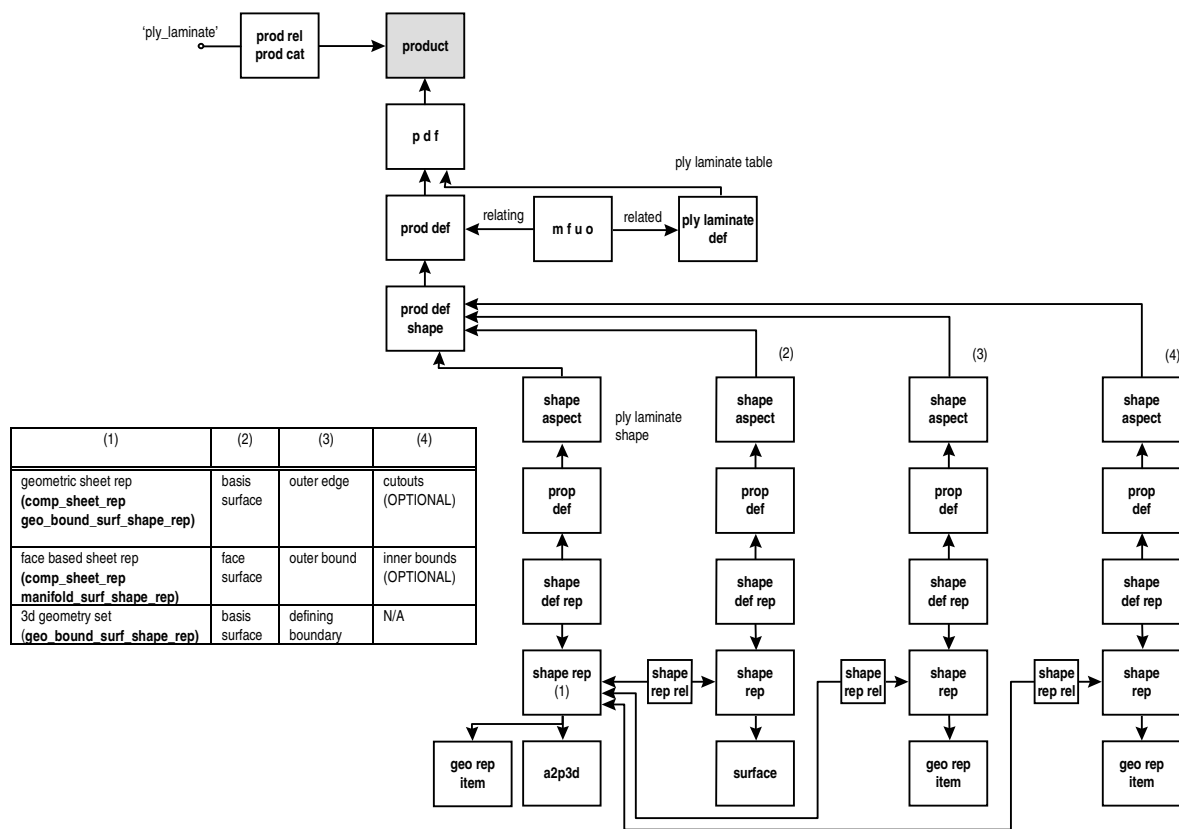 ‘ply_laminate’
prod rel
prod cat
product
p d f
ply laminate table
prod def
relating
m f u o
related
ply laminate
def
prod def
shape
(2)
(3)
(4)
shape
aspect
ply laminate
shape
shape
aspect
shape
aspect
shape
aspect
prop
def
prop
def
prop
def
prop
def
shape
def rep
shape
def rep
shape
def rep
shape
def rep
shape rep
(1)
shape
rep rel
shape
rep
shape
rep rel
shape
rep
shape
rep rel
shape
rep
geo rep
item
a2p3d
surface
geo rep
item
geo rep
item
(1) (2) (3) (4)
geometric sheet rep
(comp_sheet_rep
geo_bound_surf_shape_rep)
basis
surface
outer edge
cutouts
(OPTIONAL)
face based sheet rep
(comp_sheet_rep
manifold_surf_shape_rep)
face
surface
outer bound
inner bounds
(OPTIONAL)
3d geometry set
(geo_bound_surf_shape_rep)
basis
surface
defining
boundary
N/A